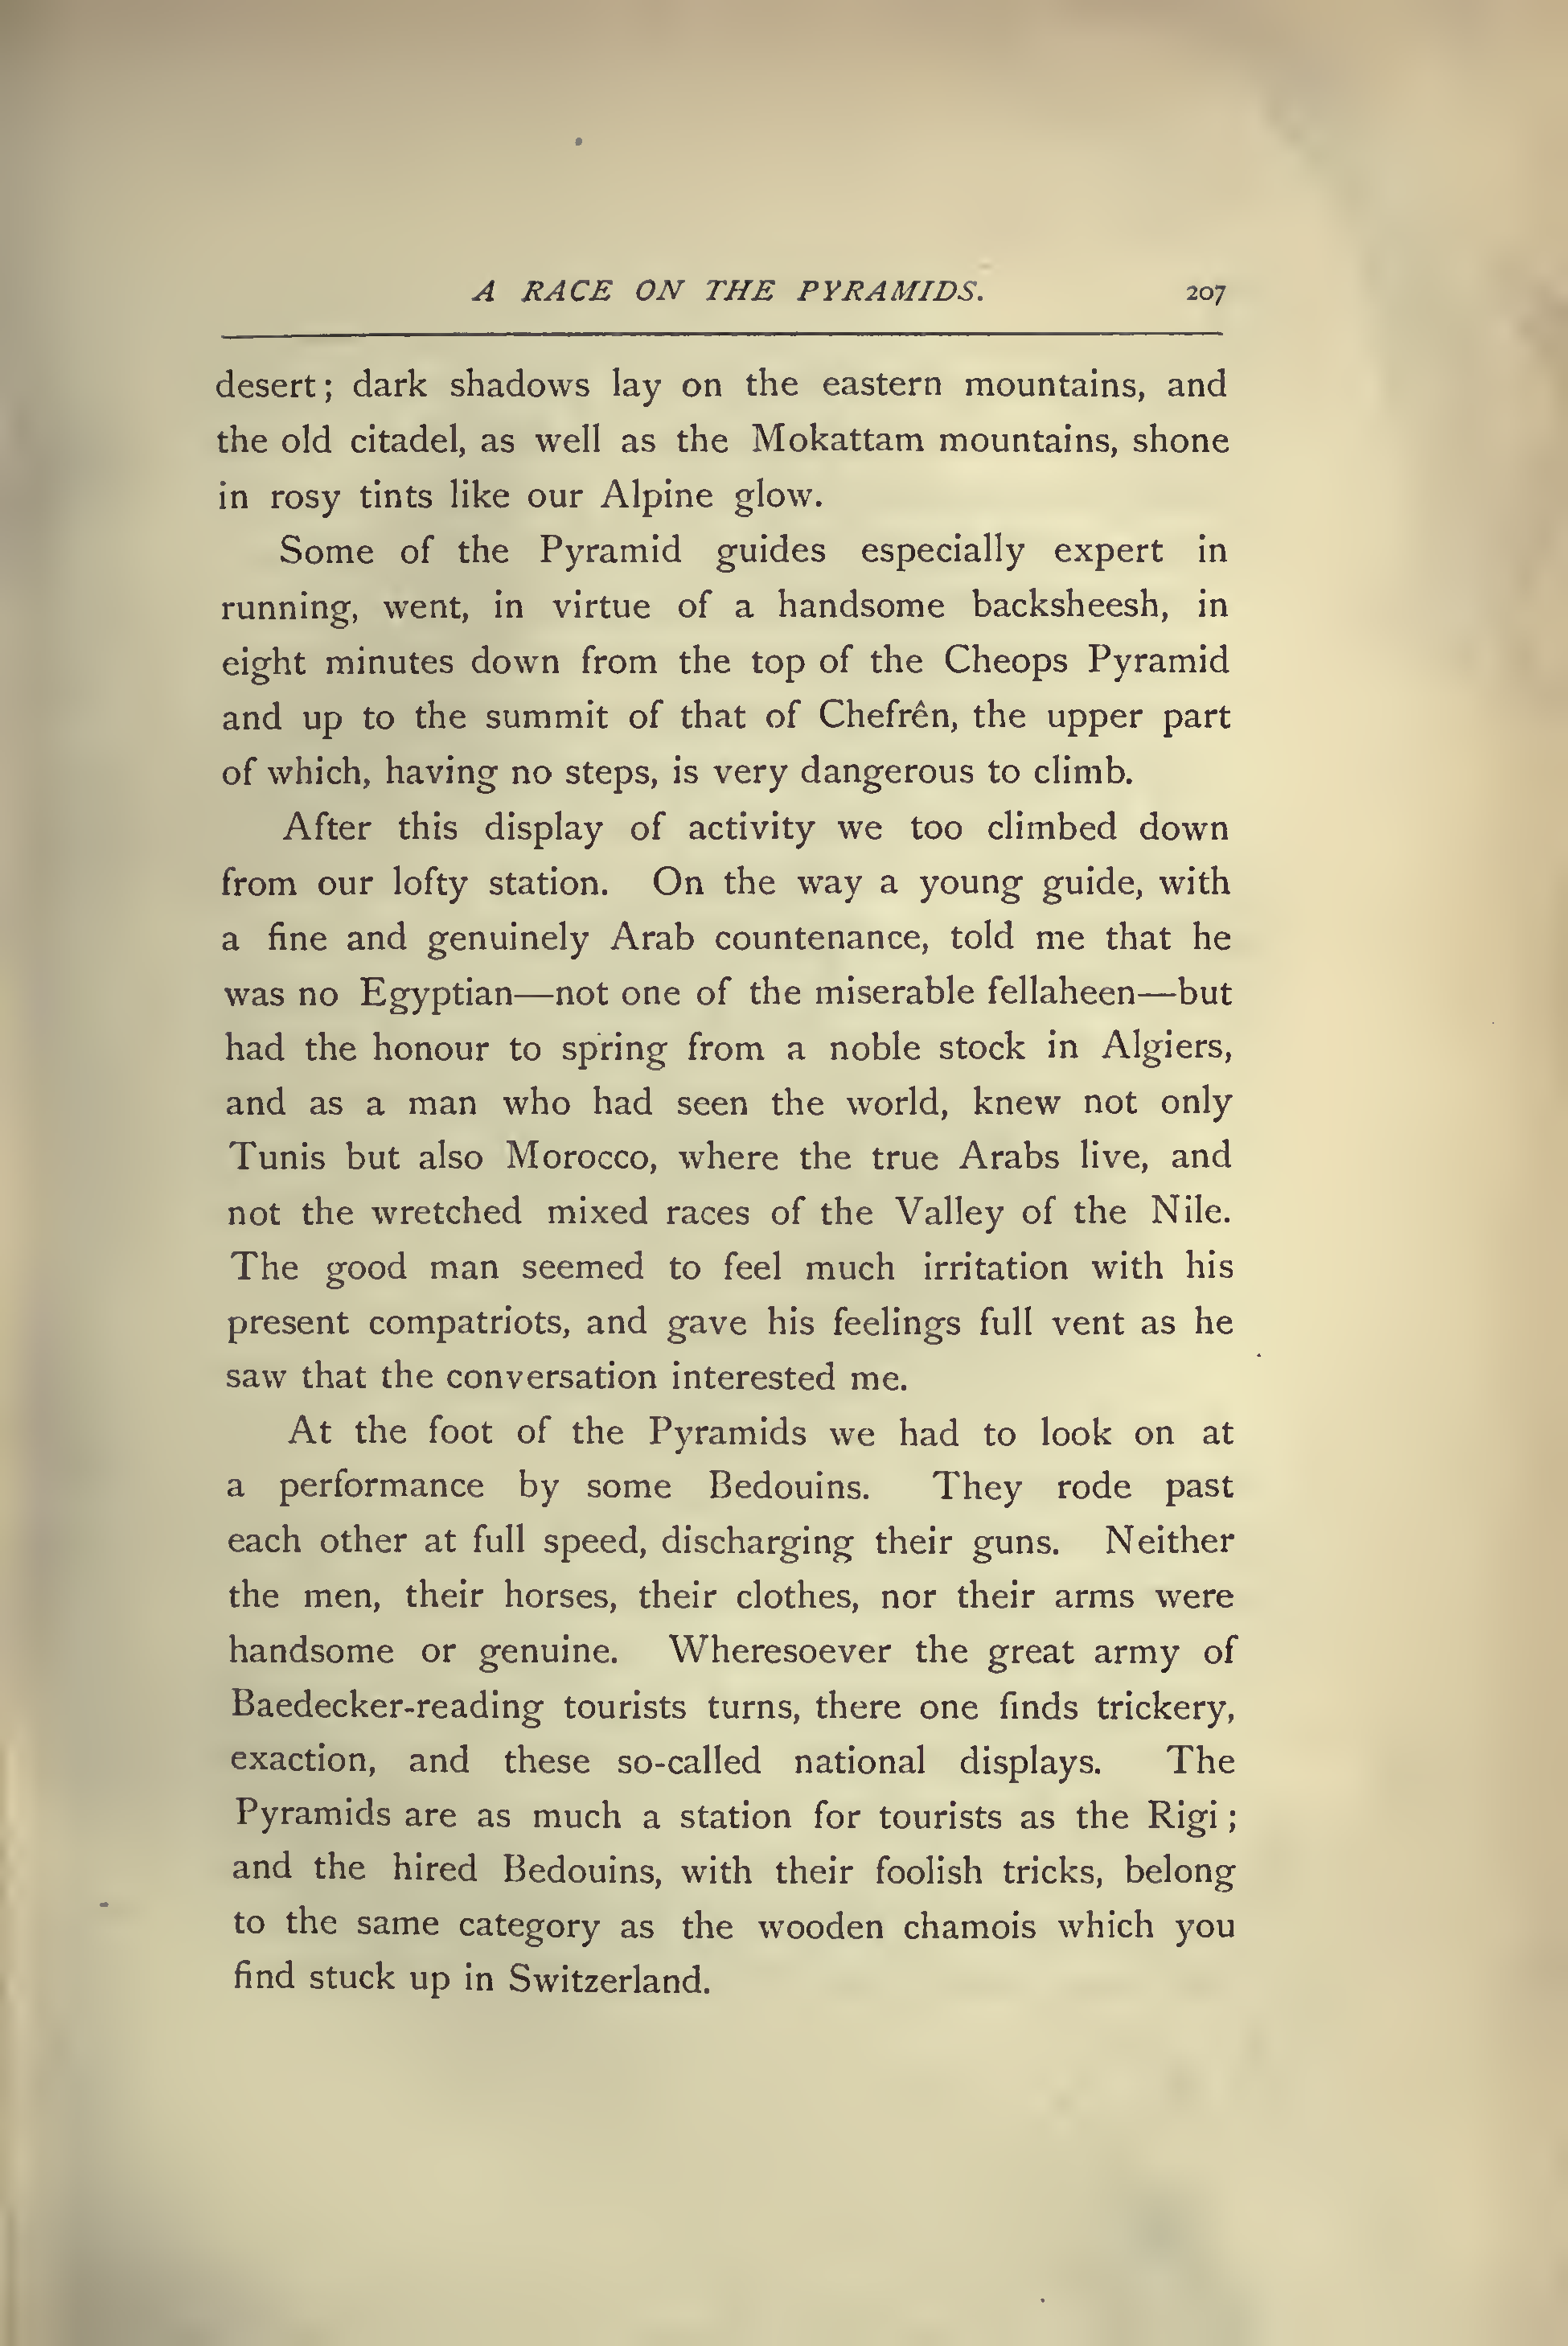 A RACE ON THE PYRAMIDS. 207
desert; dark shadows lay on the eastern mountains, and
the old citadel, as well as the Mokattam mountains, shone
in rosy tints like our Alpine glow.
Some of the Pyramid guides especially expert in
running, went, in virtue of a handsome backsheesh, in
eight minutes down from the top of the Cheops Pyramid
and up to the summit of that of Chefrên, the upper part
of which, having no steps, is very dangerous to climb.
After this display of activity we too climbed down
from our lofty station. On the way a young guide, with
a fine and genuinely Arab countenance, told me that he
was no Egyptian—not one of the miserable fellaheen—but
had the honour to spring from a noble stock in Algiers,
and as a man who had seen the world, knew not only
Tunis but also Morocco, where the true Arabs live, and
not the wretched mixed races of the Valley of the Nile.
The good man seemed to feel much irritation with his
present compatriots, and gave his feelings full vent as he
saw that the conversation interested me.
At the foot of the Pyramids we had to look on at
a performance by some Bedouins. They rode past
each other at full speed, discharging their guns. Neither
the men, their horses, their clothes, nor their arms were
handsome or genuine. Wheresoever the great army of
Baedecker-reading tourists turns, there one finds trickery,
exaction, and these so-called national displays. The
Pyramids are as much a station for tourists as the Rigi;
and the hired Bedouins, with their foolish tricks, belong
to the same category as the wooden chamois which you
find stuck up in Switzerland.